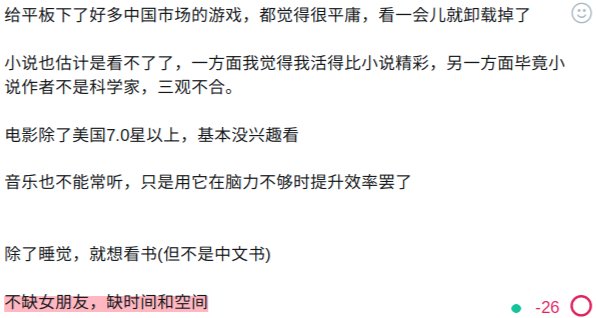 给平板下了好多中国市场的游戏，都觉得很平庸，看一会儿就卸载掉了
小说也估计是看不了了，一方面我觉得我活得比小说精彩，另一方面毕竟小
说作者不是科学家，三观不合。
电影除了美国7.0星以上，基本没兴趣看
音乐也不能常听，只是用它在脑力不够时提升效率罢了
除了睡觉，就想看书(但不是中文书)
不缺女朋友，缺时间和空间
-26